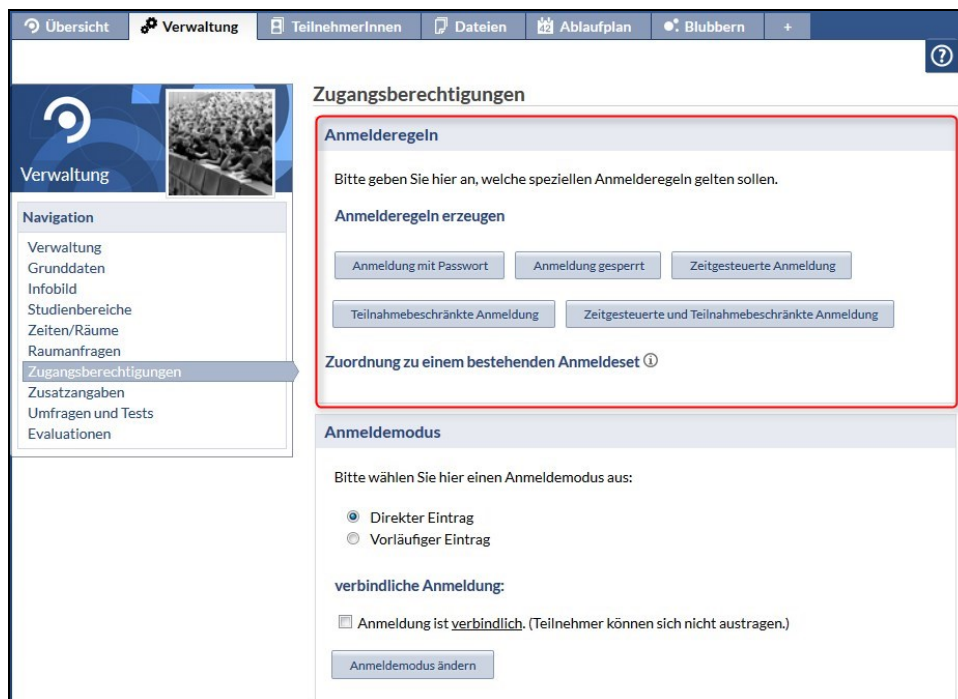 Übersicht
Verwaltung
TeilnehmerInnen
Dateien
42 Ablaufplan
Blubbern
+
?
Verwaltung
Navigation
Verwaltung
Grunddaten
Infobild
Studienbereiche
Zeiten/Räume
Raumanfragen
Zugangsberechtigungen
Zusatzangaben
Umfragen und Tests
Evaluationen
Zugangsberechtigungen
Anmelderegeln
Bitte geben Sie hier an, welche speziellen Anmelderegeln gelten sollen.
Anmelderegeln erzeugen
Anmeldung mit Passwort
Anmeldung gesperrt
Zeitgesteuerte Anmeldung
Teilnahmebeschränkte Anmeldung
Zeitgesteuerte und Teilnahmebeschränkte Anmeldung
Zuordnung zu einem bestehenden Anmeldeset
Anmeldemodus
Bitte wählen Sie hier einen Anmeldemodus aus:
Direkter Eintrag
Vorläufiger Eintrag
verbindliche Anmeldung:
Anmeldung ist verbindlich. (Teilnehmer können sich nicht austragen.)
Anmeldemodus ändern